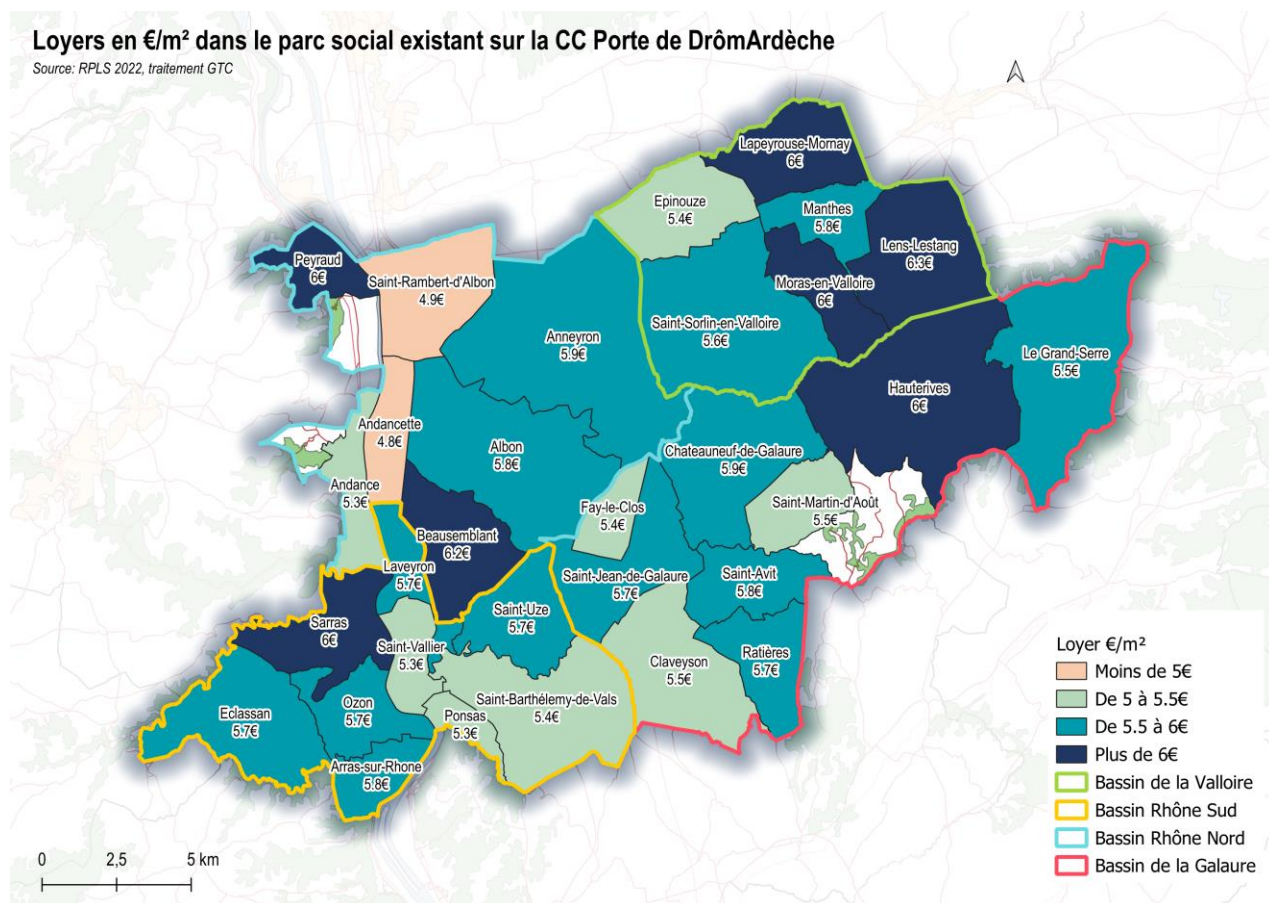 Loyers en €/m² dans le parc social existant sur la CC Porte de DrômArdèche
Source: RPLS 2022, traitement GTC
Lapeyrouse-Mornay
6€
Epinouze
5.4€
Manthes
5.8€
Lens-Lestang
6.3€
Peyraud
6€
Saint-Rambert-d'Albon
4.9€
Moras-en-Valloire
6€
Anneyron
5.9€
Saint-Sorlin-en-Valloire
5.6€
Le Grand-Serre
5.5€
Hauterives
6€
Andancette
4.8€
Albon
5.8€
Chateauneuf-de-Galaure
5.9€
Andance
5.3€
Fay-le-Clos
5.4€
Saint-Martin-d'Août
5.5€
Beausemblant
6.2€
Laveyron
5.7€
Saint-Jean-de-Galaure
5.7€
Saint-Avit
5.8€
Saint-Uze
5.7€
Sarras
6€
Saint-Vallier
5.3€
Claveyson
5.5€
Ratières
5.7€
Saint-Barthélemy-de-Vals
5.4€
Ozon
5.7€
Eclassan
5.7€
Ponsas
5.3€
Arras-sur-Rhone
5.8€
Loyer €/m²
Moins de 5€
De 5 à 5.5€
De 5.5 à 6€
Plus de 6€
Bassin de la Valloire
Bassin Rhône Sud
Bassin Rhône Nord
Bassin de la Galaure
0 2,5 5 km